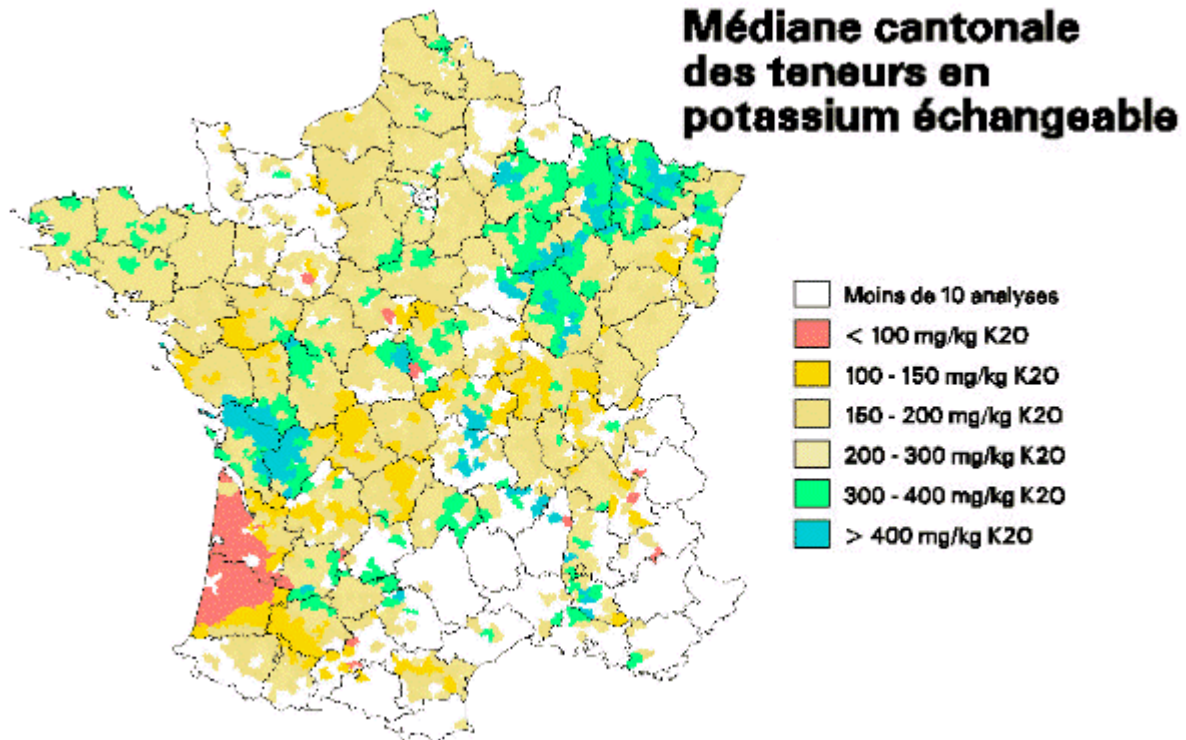 Médiane cantonale
des teneurs en
potassium échangeable
Moins de 10 analyses
< 100 mg/kg K2O
100 - 150 mg/kg K2O
150 - 200 mg/kg K2O
200 - 300 mg/kg K2O
300 - 400 mg/kg K2O
> 400 mg/kg K2O